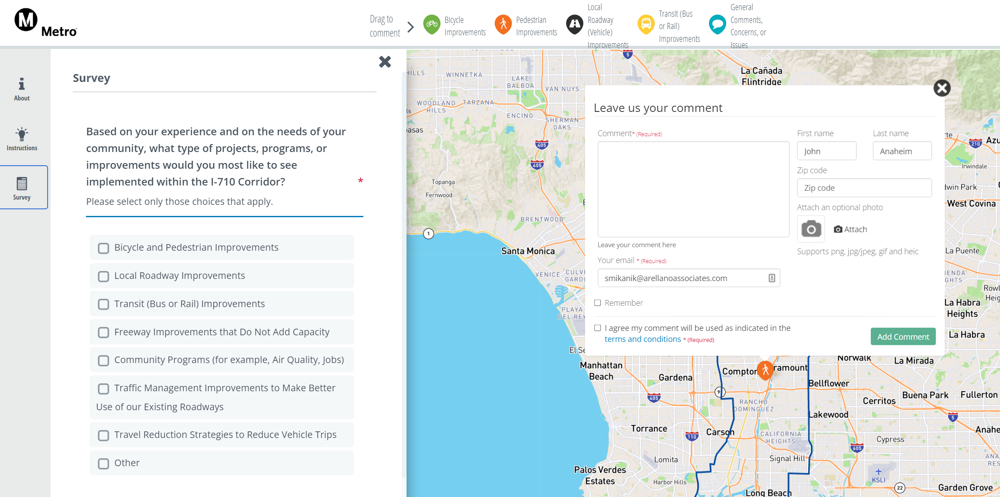 M
Metro
Drag to
comment
Bicycle
Improvements
Pedestrian
Improvements
Local
Roadway
(Vehicle)
Improvements
Transit (Bus
or Rail)
Improvements
General
Comments,
Concerns, or
Issues
About
Instructions
Survey
Survey
Based on your experience and on the needs of your
community, what type of projects, programs, or
improvements would you most like to see
implemented within the I-710 Corridor? *
Please select only those choices that apply.
Bicycle and Pedestrian Improvements
Local Roadway Improvements
Transit (Bus or Rail) Improvements
Freeway Improvements that Do Not Add Capacity
Community Programs (for example, Air Quality, Jobs)
Traffic Management Improvements to Make Better
Use of our Existing Roadways
Travel Reduction Strategies to Reduce Vehicle Trips
Other
5
La Cañada
Flintridge
HILLS
WINNETKA
LAKE
BALBOA
VAN NUYS
WOODLAND
HILLS
TARZANA
ENCINO
SHERMAN
OAKS
asas
405
405
Topanga
Fernwood
BRENTWOOD
1
Santa Monica
VENICE
CULV
GARD
PLAYA
DEL REY
El Se
Leave us your comment
Comment* (Required)
Leave your comment here
Your email * (Required)
smikanik@arellanoassociates.com
Remember
I agree my comment will be used as indicated in the
terms and conditions * (Required)
First name
Last name
John
Anaheim
Zip code
Zip code
Attach an optional photo
Attach
Supports png, jpg/jpeg, gif and heic
Add Comment
rte
210
Azu
Irwindale
dwin Park
West Covina
La Puente
IENDA
GHTS
Rowl
Heig
La Habra
Heights
La Habra
Manhattan
Beach
Gardena
Compton
ramount
Norwalk
La Mirada
Bellflower
Buena Park
Fullerton
Cerritos
405
9
RANCHO
DOMINGUEZ
Lakewood
5
Torrance
110
Carson
CALIFORNIA
HEIGHTS
Cypress
Anahe
605
Lomita
Signal Hill
ANA
RES
Palos Verdes
Estates
Harbor Hills
KSLI
22
Long Beach
Garden Grove